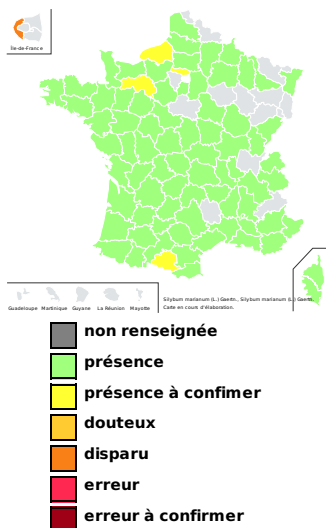 Île-de-France
Guadeloupe Martinique Guyane La Réunion Mayotte
Silybum marianum (L.) Gaertn., Silybum marianum (L.) Gaertn.
Carte en cours d'élaboration.
non renseignée
présence
présence à confimer
douteux
disparu
erreur
erreur à confirmer